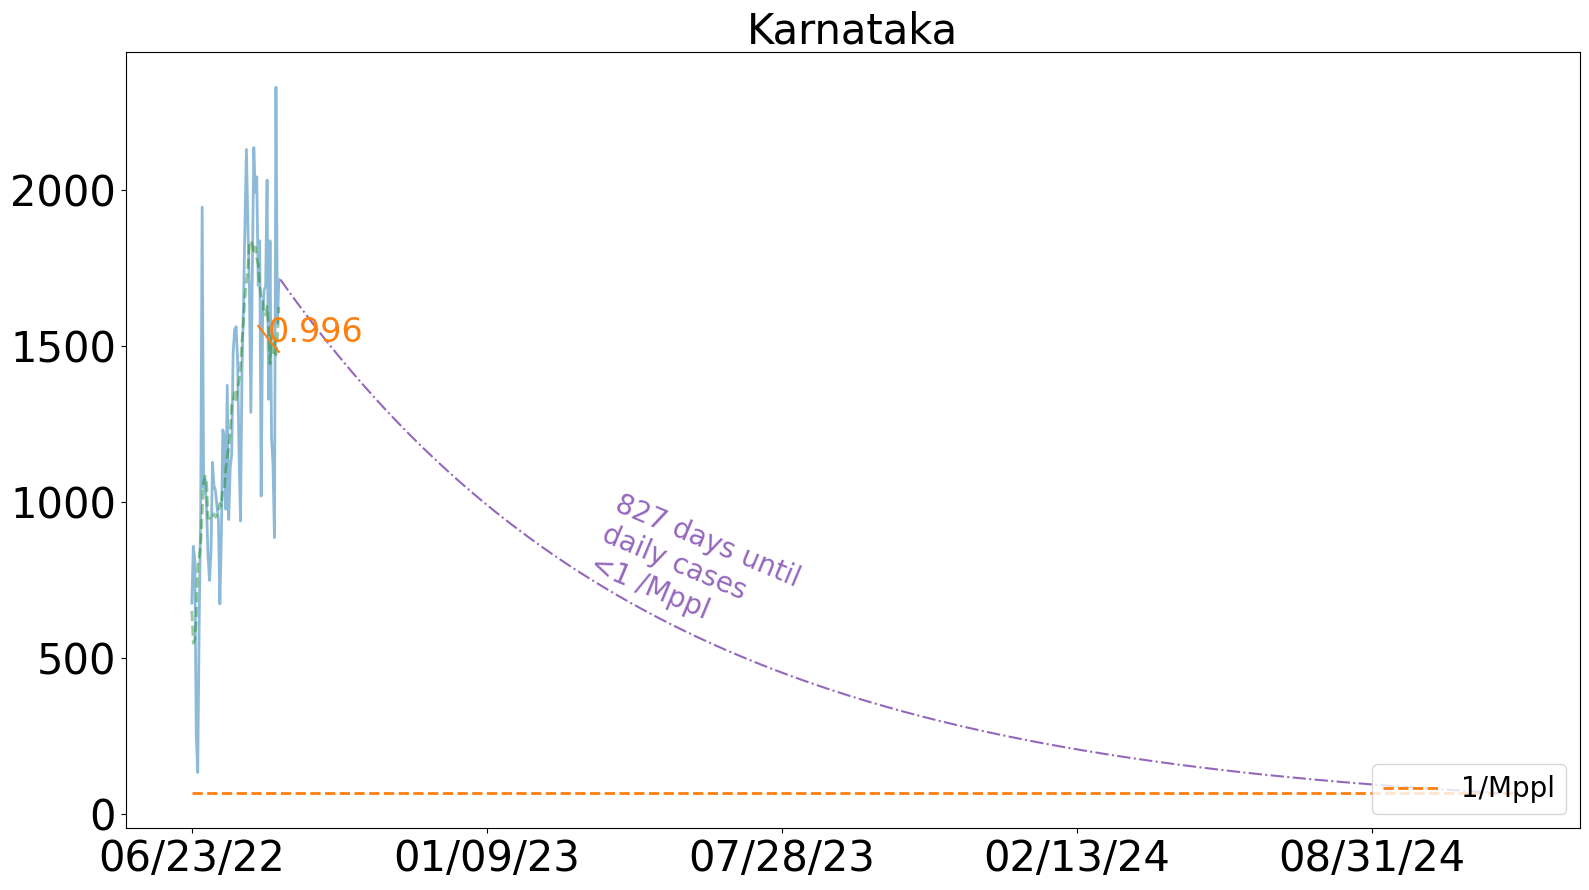 Karnataka
2000
1500
1000
500
0
0.996
827 days until
daily cases
<1 /Mppl
1/Mppl
06/23/22
01/09/23
07/28/23
02/13/24
08/31/24